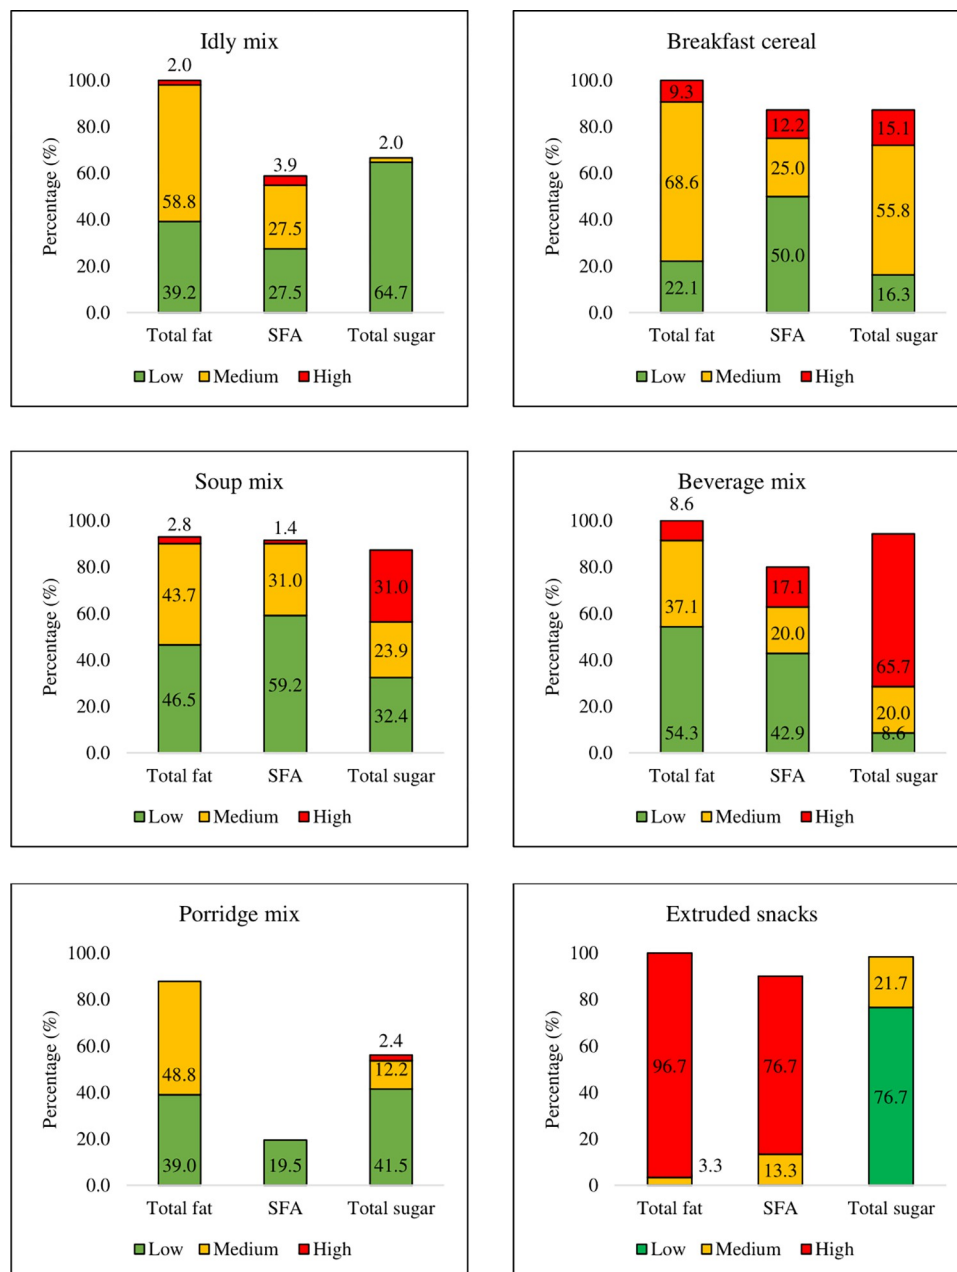 Idly mix
2.0
100.0
80.0
60.0
40.0
20.0
0.0
Percentage (%)
3.9
2.0
58.8
27.5
39.2
27.5
64.7
Total fat
SFA
Total sugar
Low
Medium
High
Breakfast cereal
100.0
80.0
60.0
40.0
20.0
0.0
Percentage (%)
9.3
12.2
15.1
68.6
25.0
55.8
22.1
50.0
16.3
Total fat
SFA
Total sugar
Low
Medium
High
Soup mix
100.0
80.0
60.0
40.0
20.0
0.0
Percentage (%)
2.8
1.4
43.7
31.0
31.0
23.9
46.5
59.2
32.4
Total fat
SFA
Total sugar
Low
Medium
High
Beverage mix
8.6
100.0
80.0
60.0
40.0
20.0
0.0
Percentage (%)
17.1
37.1
20.0
65.7
20.0
54.3
42.9
8.6
Total fat
SFA
Total sugar
Low
Medium
High
Porridge mix
100.0
80.0
60.0
40.0
20.0
0.0
Percentage (%)
2.4
48.8
12.2
39.0
19.5
41.5
Total fat
SFA
Total sugar
Low
Medium
High
Extruded snacks
100
80
60
40
20
0
Percentage (%)
96.7
76.7
21.7
76.7
3.3
13.3
Total fat
SFA
Total sugar
Low
Medium
High